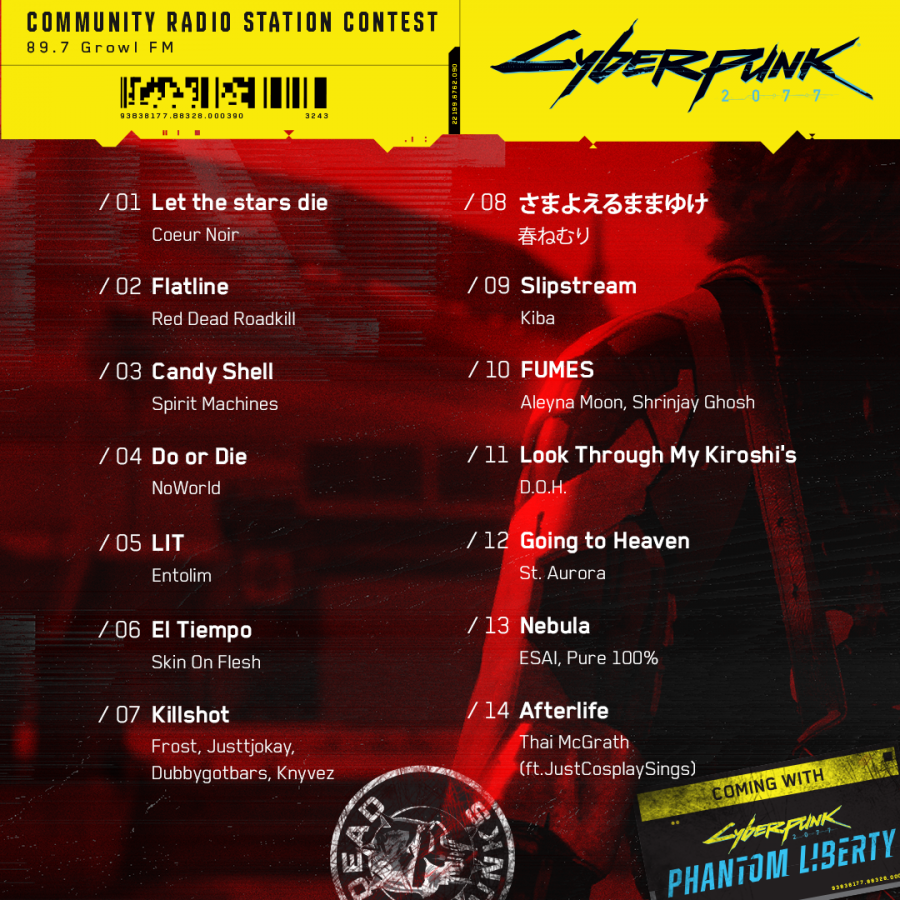 COMMUNITY RADIO STATION CONTEST
89.7 Growl FM
93838177.88328.000390 3243
22199.6762.090
Cyberpunk
2077
/ 01 Let the stars die
Coeur Noir
/ 02 Flatline
Red Dead Roadkill
/ 03 Candy Shell
Spirit Machines
/ 04 Do or Die
NoWorld
/ 05 LIT
Entolim
/ 06 El Tiempo
Skin On Flesh
/ 07 Killshot
Frost, Justtjokay,
Dubbygotbars, Knyvez
/ 08 さまよえるままゆけ
春ねむり
/ 09 Slipstream
Kiba
/ 10 FUMES
Aleyna Moon, Shrinjay Ghosh
/ 11 Look Through My Kiroshi's
D.O.H.
/ 12 Going to Heaven
St. Aurora
/ 13 Nebula
ESAI, Pure 100%
/ 14 Afterlife
Thai McGrath
(ft.JustCosplaySings)
DEAD
COMING WITH
Cyberpunk
2077
PHANTOM LIBERTY